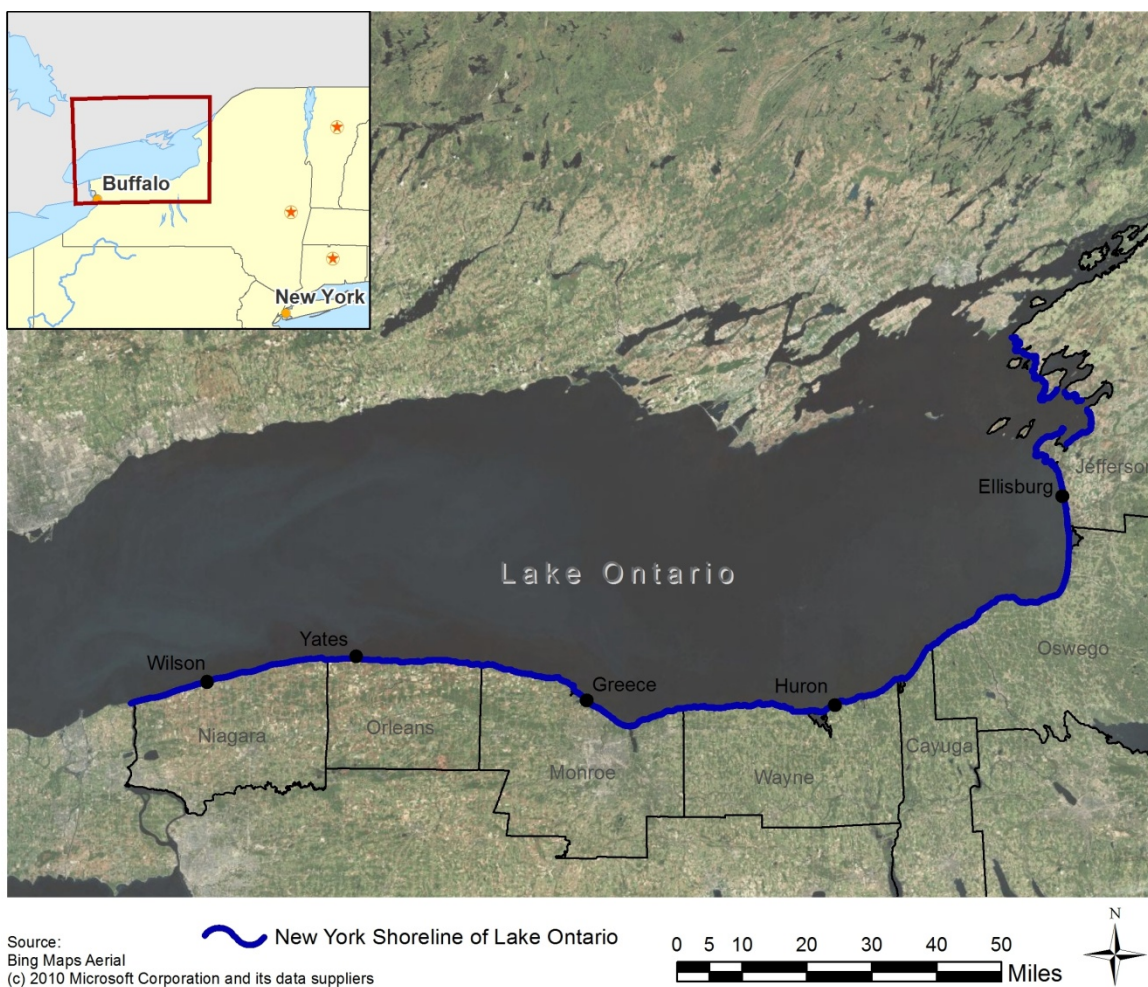 Buffalo
New York
Jefferson
Ellisburg
Lake Ontario
Yates
Wilson
Oswego
Greece
Huron
Niagara
Orleans
Cayuga
Monroe
Wayne
N
Source:
Bing Maps Aerial
(c) 2010 Microsoft Corporation and its data suppliers
New York Shoreline of Lake Ontario
0 5 10 20 30 40 50
Miles